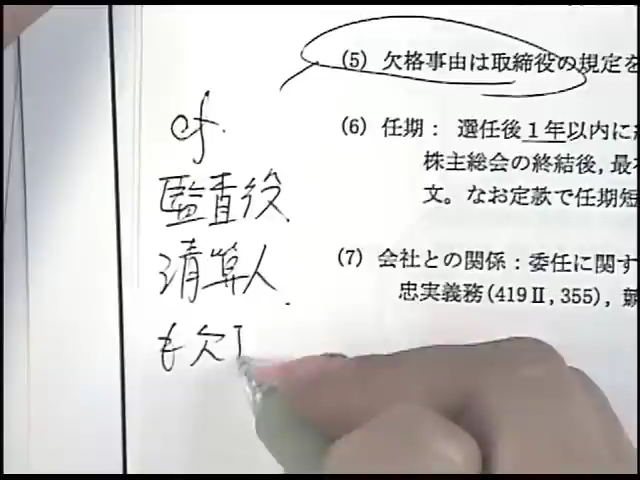 (5) 欠格事由は取締役の規定を
(6) 任期： 選任後1年以内に
株主総会の終結後，最
文。なお定款で任期短
(7) 会社との関係：委任に関す
忠実義務(419Ⅱ,355)，競
cf.
監査役
清算人
も欠